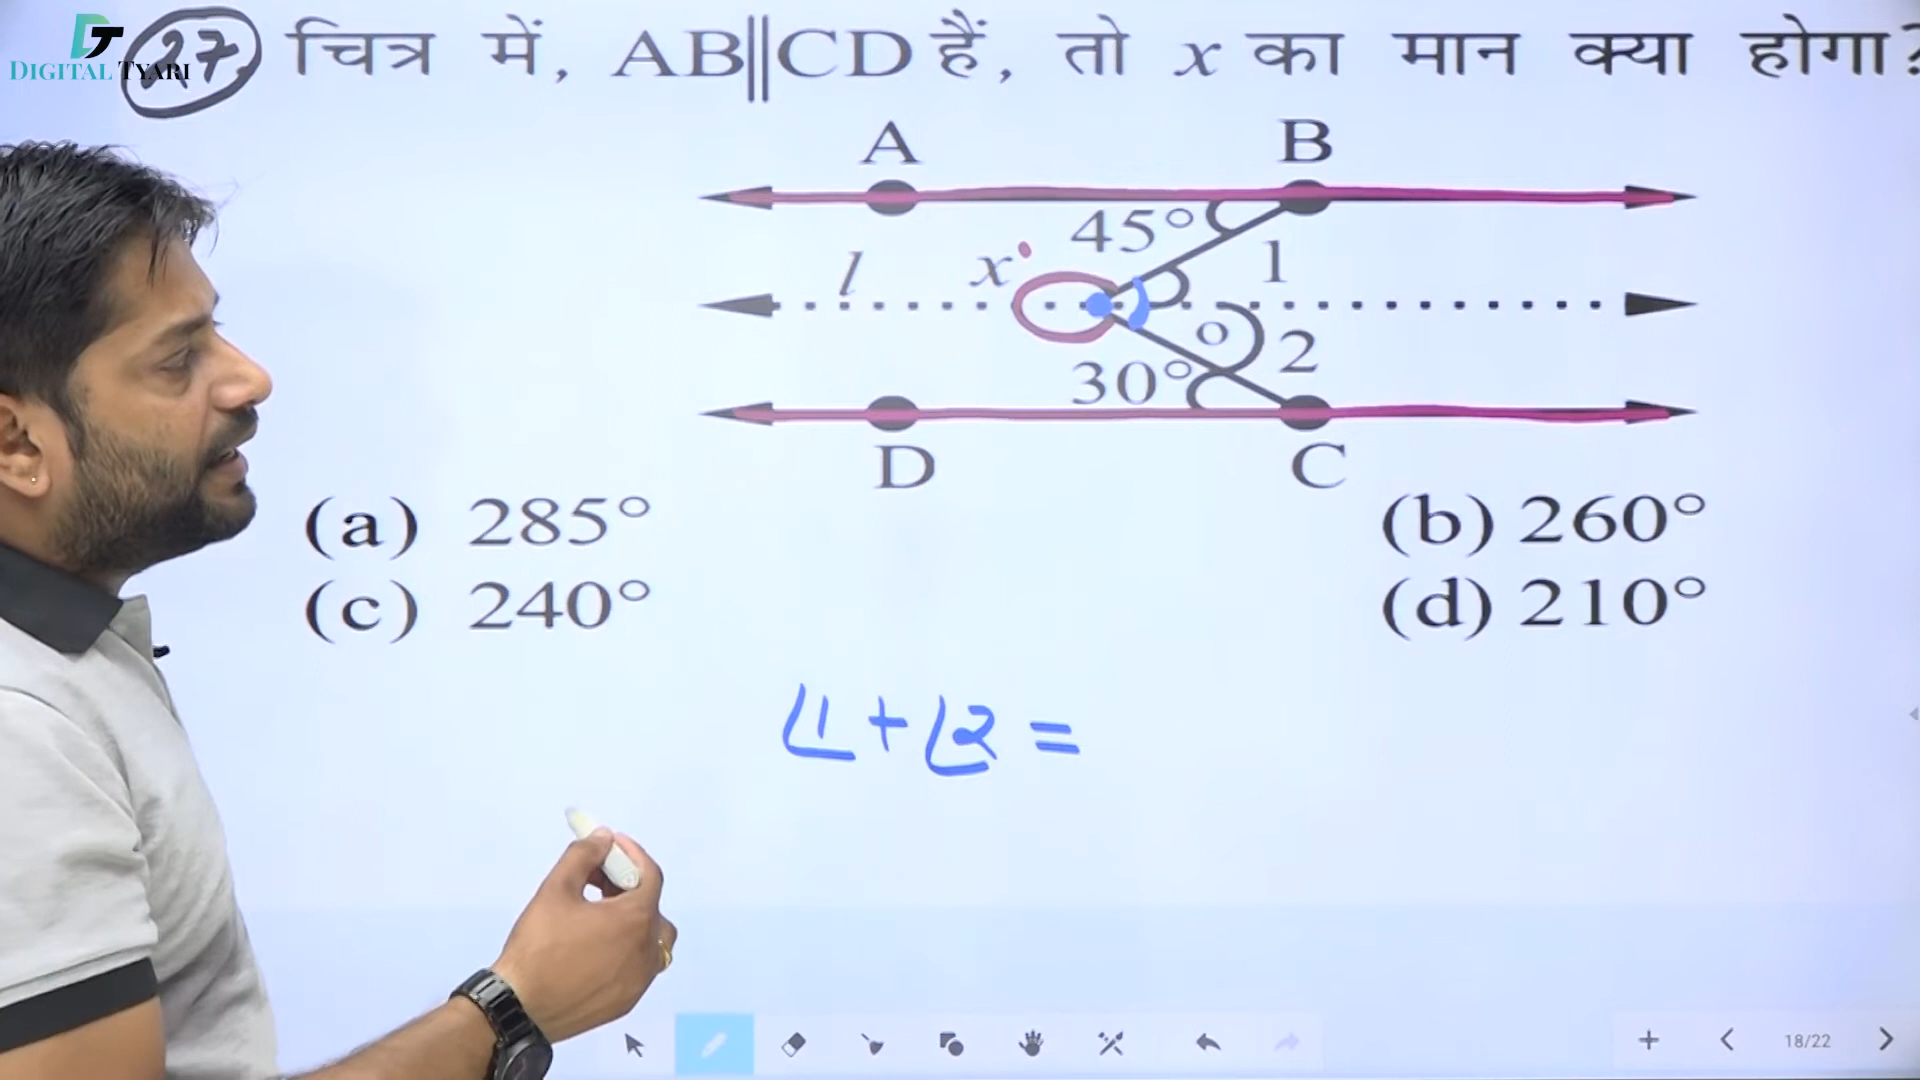 DIGITAL TYARI
27. चित्र में, AB||CD हैं, तो x का मान क्या होगा?
A B
45° 1
l x°
30° 2
D C
(a) 285° (b) 260°
(c) 240° (d) 210°
∠1 + ∠2 =
18/22